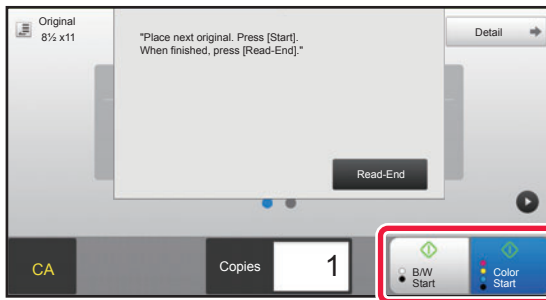 Original
8½ x11
"Place next original. Press [Start].
When finished, press [Read-End]."
Detail
Read-End
CA
Copies
1
B/W
Start
Color
Start